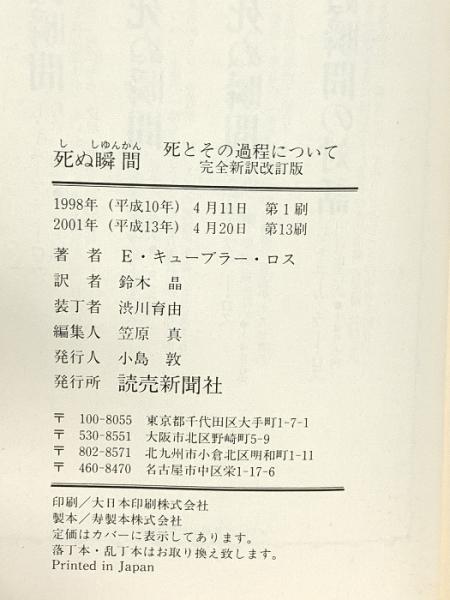 し しゅんかん
死ぬ瞬間 死とその過程について
完全新訳改訂版
1998年（平成10年）4月11日 第1刷
2001年（平成13年）4月20日 第13刷
著者 E・キューブラー・ロス
訳者 鈴木 晶
装丁者 渋川育由
編集人 笠原 真
発行人 小島 敦
発行所 読売新聞社
〒 100-8055 東京都千代田区大手町1-7-1
〒 530-8551 大阪市北区野崎町5-9
〒 802-8571 北九州市小倉北区明和町1-11
〒 460-8470 名古屋市中区栄1-17-6
印刷／大日本印刷株式会社
製本／寿製本株式会社
定価はカバーに表示してあります。
落丁本・乱丁本はお取り換え致します。
Printed in Japan